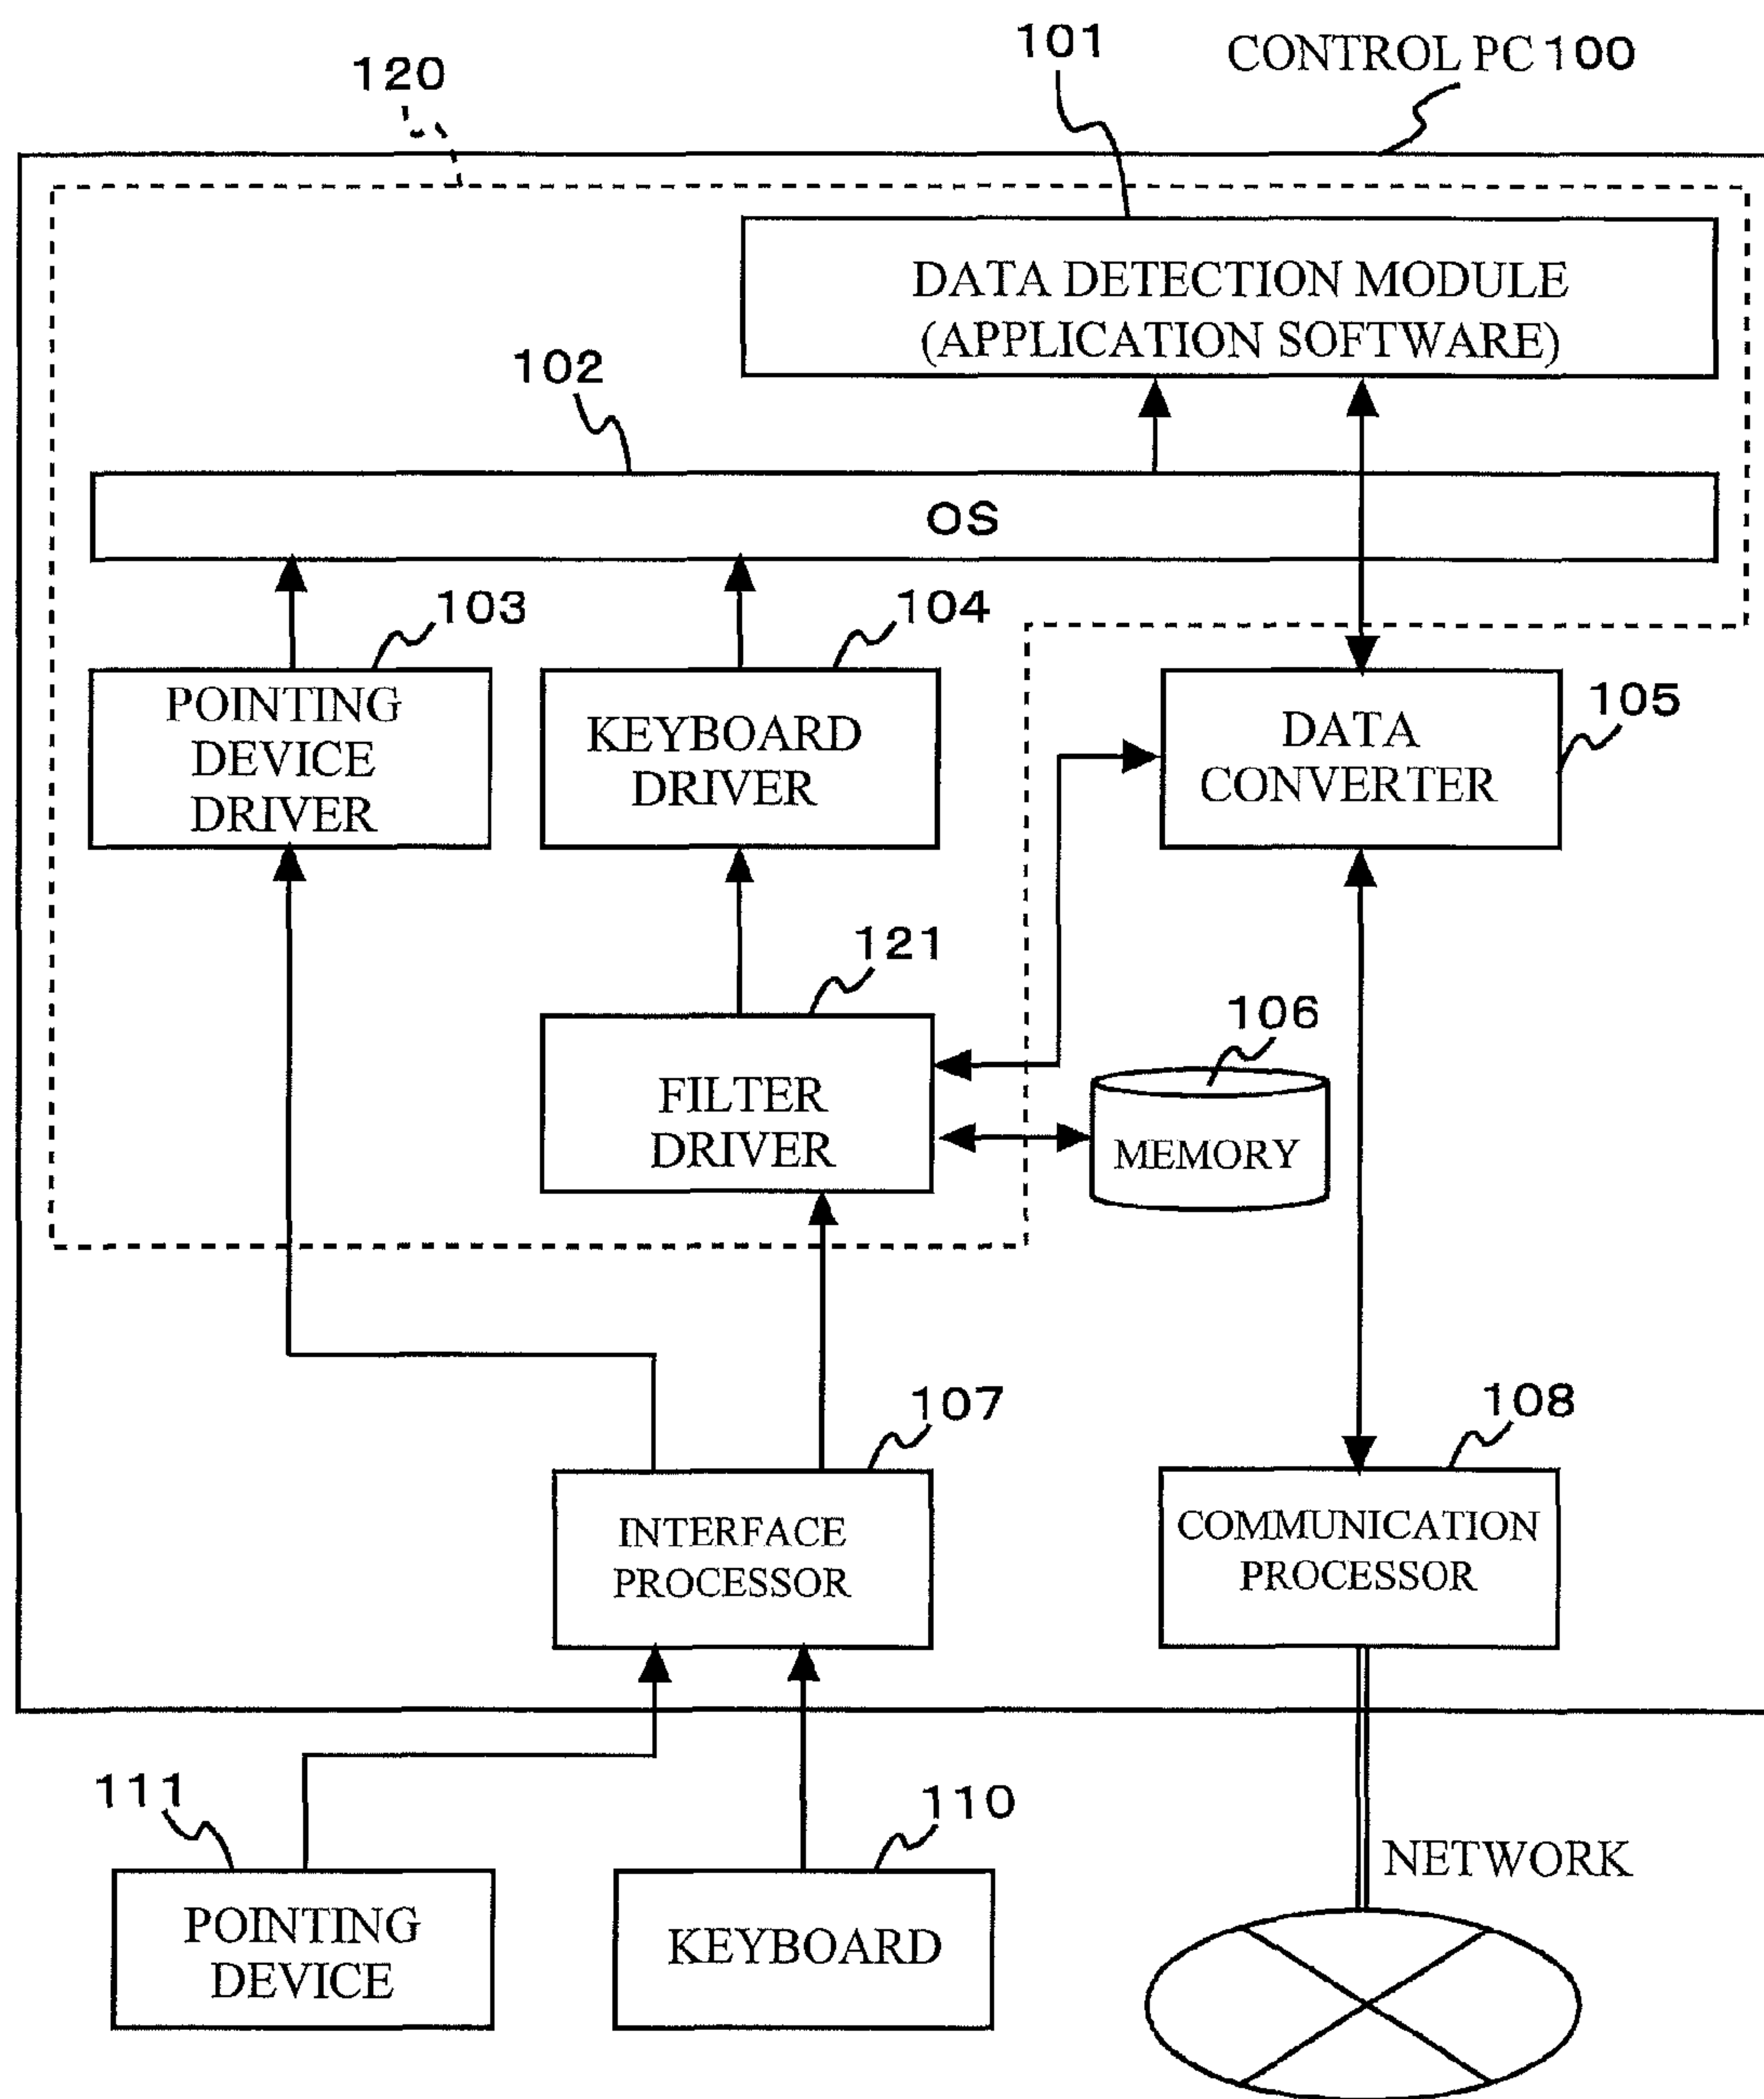 101
CONTROL PC 100
120
DATA DETECTION MODULE
(APPLICATION SOFTWARE)
102
OS
103
104
POINTING
DEVICE
DRIVER
KEYBOARD
DRIVER
DATA
CONVERTER
105
121
FILTER
DRIVER
106
MEMORY
107
108
INTERFACE
PROCESSOR
COMMUNICATION
PROCESSOR
111
110
NETWORK
POINTING
DEVICE
KEYBOARD